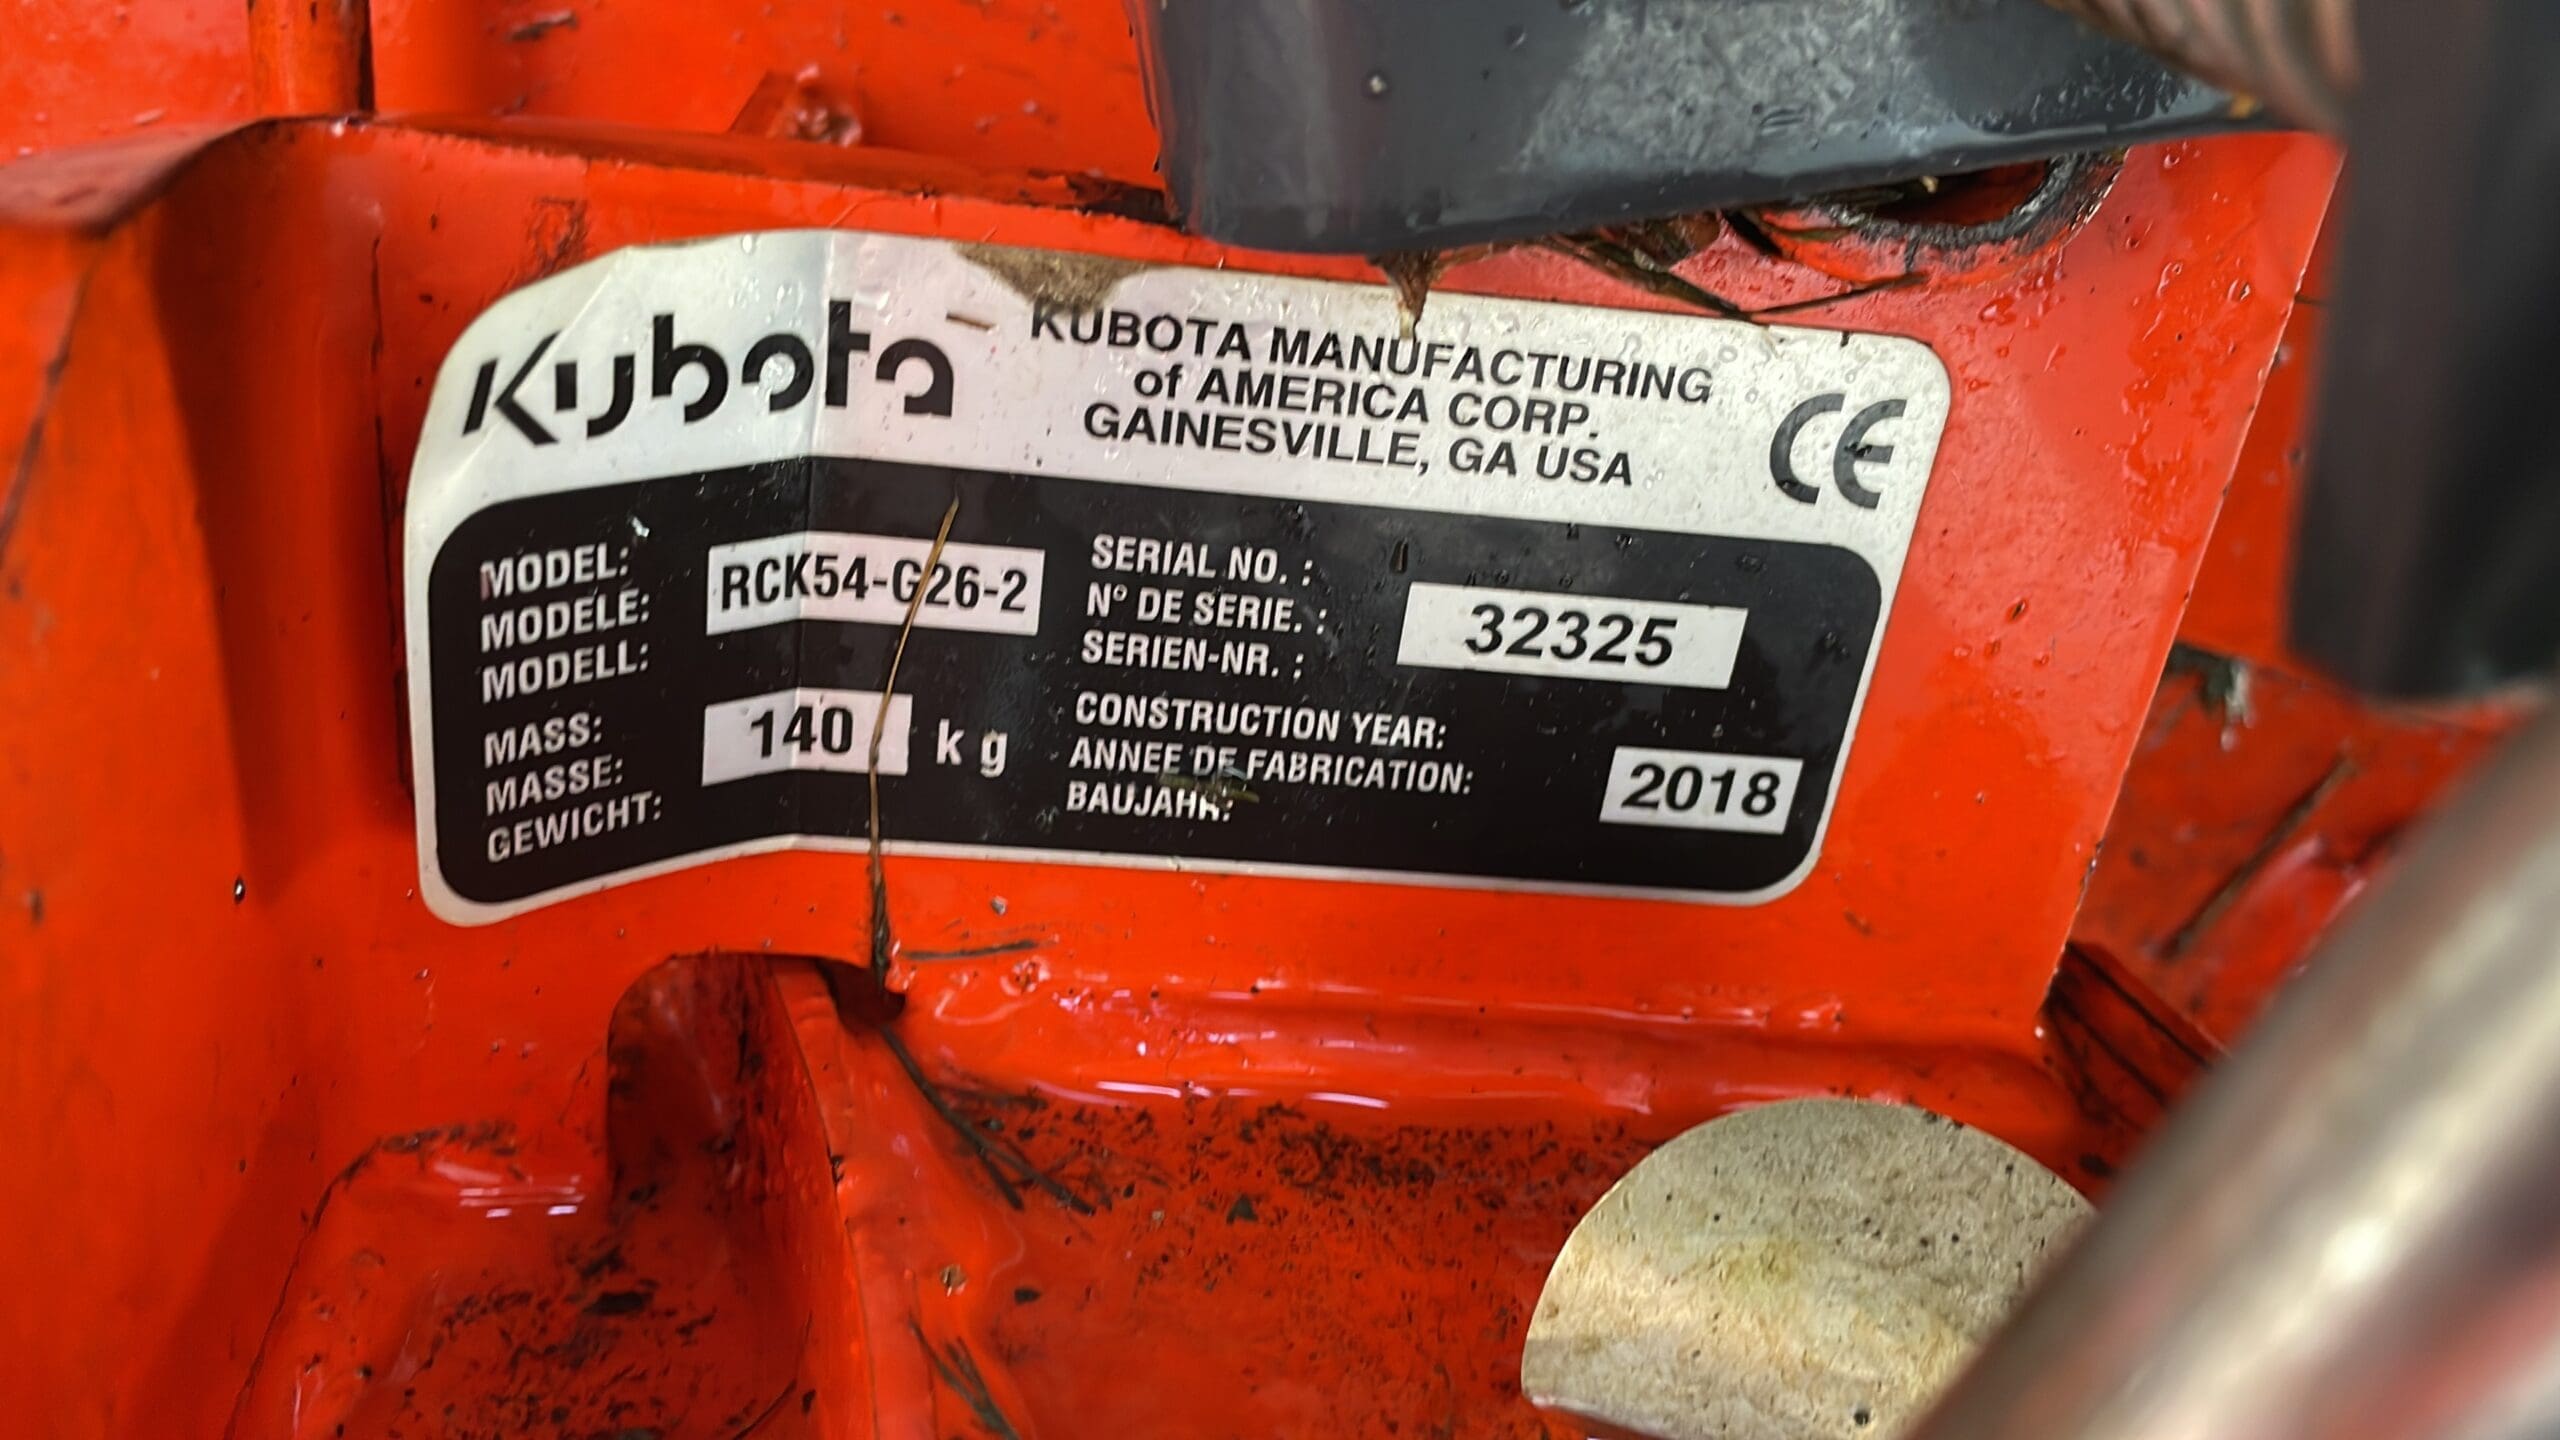 Kubota
KUBOTA MANUFACTURING
of AMERICA CORP.
GAINESVILLE, GA USA
CE
MODEL:
MODELE:
MODELL:
RCK54-G26-2
SERIAL NO. :
N° DE SERIE. :
SERIEN-NR. :
32325
MASS:
MASSE:
GEWICHT:
140 kg
CONSTRUCTION YEAR:
ANNEE DE FABRICATION:
BAUJAHR:
2018